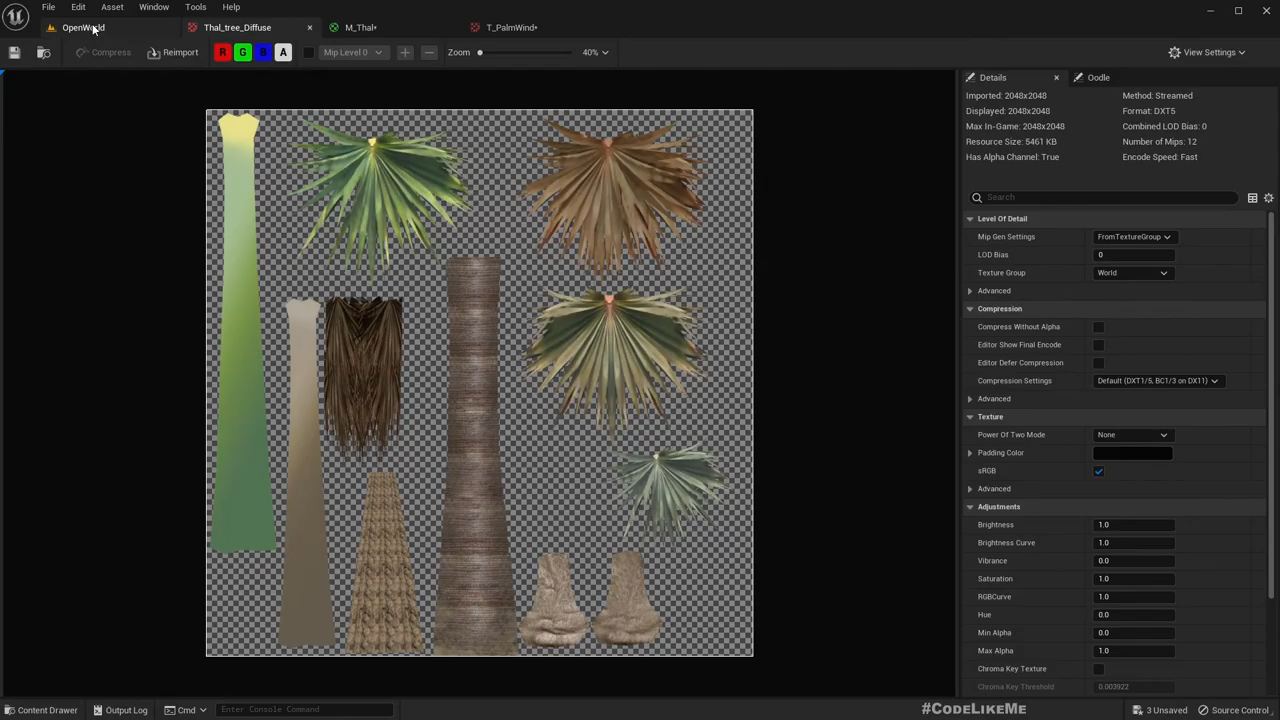 File Edit Asset Window Tools Help
OpenWorld Thal_tree_Diffuse M_Thal* T_PalmWind*
Compress Reimport R G B A Mip Level 0 Zoom 40% View Settings
Details Oodle
Imported: 2048x2048 Method: Streamed
Displayed: 2048x2048 Format: DXT5
Max In-Game: 2048x2048 Combined LOD Bias: 0
Resource Size: 5461 KB Number of Mips: 12
Has Alpha Channel: True Encode Speed: Fast
Search
Level Of Detail
Mip Gen Settings FromTextureGroup
LOD Bias 0
Texture Group World
Advanced
Compression
Compress Without Alpha
Editor Show Final Encode
Editor Defer Compression
Compression Settings Default (DXT1/5, BC1/3 on DX11)
Advanced
Texture
Power Of Two Mode None
Padding Color
sRGB
Advanced
Adjustments
Brightness 1.0
Brightness Curve 1.0
Vibrance 0.0
Saturation 1.0
RGBCurve 1.0
Hue 0.0
Min Alpha 0.0
Max Alpha 1.0
Chroma Key Texture
Chroma Key Threshold 0.003922
Content Drawer Output Log Cmd Enter Console Command #CodeLikeMe 3 Unsaved Source Control